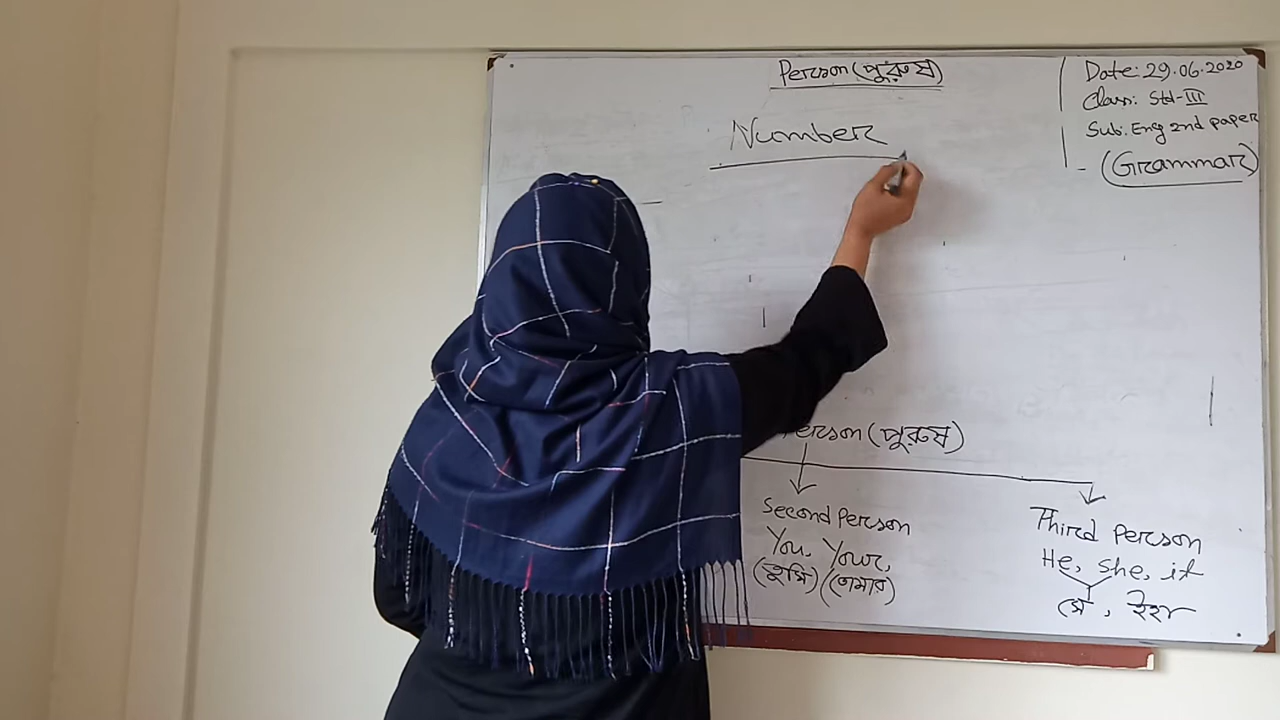 Person (পুরুষ)
Date: 29.06.2020
Class: Std-III
Sub: Eng 2nd paper
- (Grammar)
Number
Person (পুরুষ)
Second Person
You, Your,
(তুমি) (তোমার)
Third Person
He, She, it
সে, ইহা